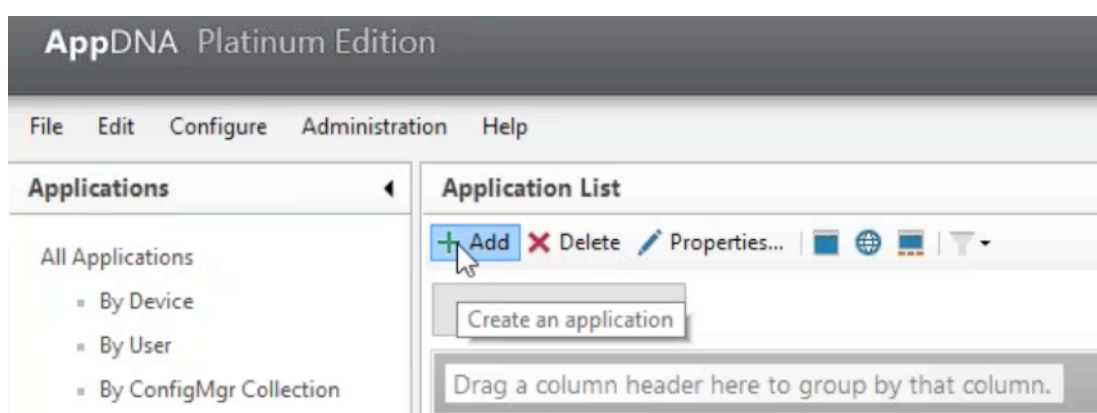 AppDNA Platinum Edition
File Edit Configure Administration Help
Applications
Application List
Add Delete Properties...
All Applications
By Device
By User
By ConfigMgr Collection
Create an application
Drag a column header here to group by that column.